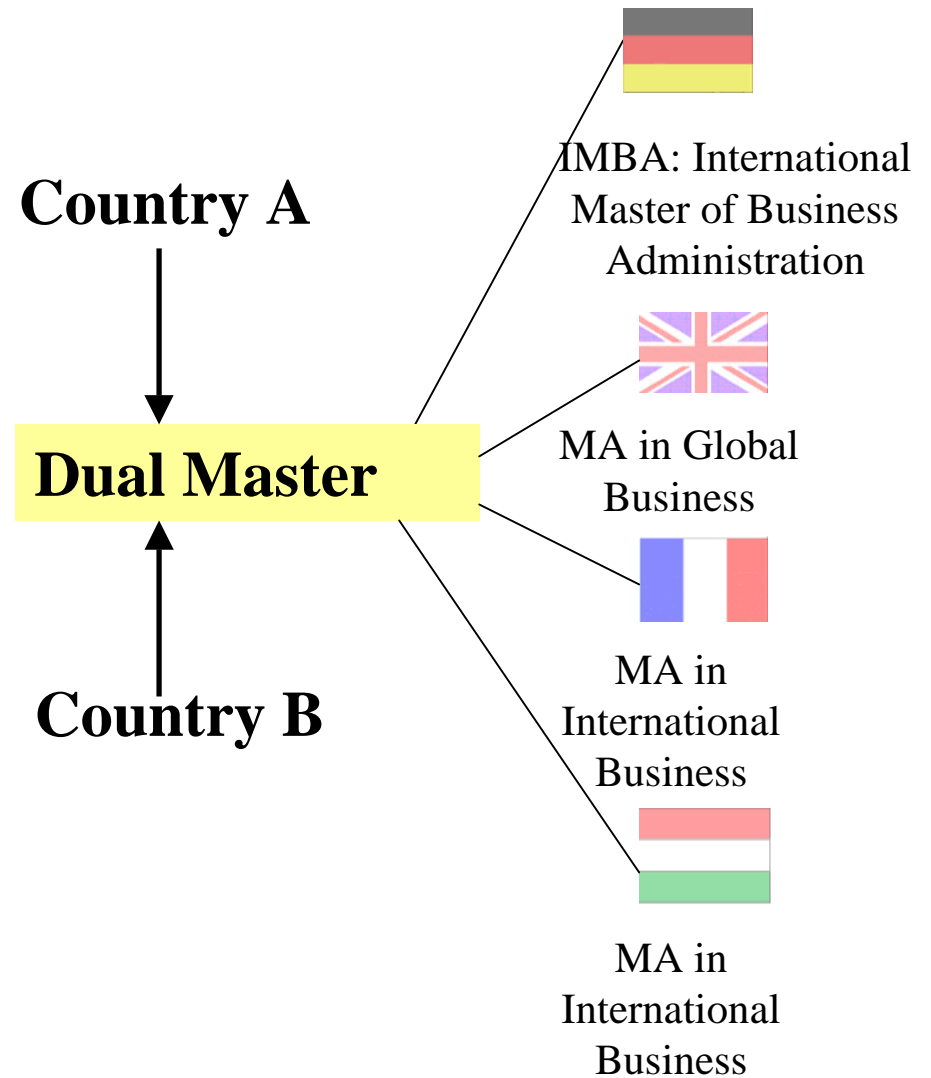 Country A
Dual Master
Country B
IMBA: International
Master of Business
Administration
MA in Global
Business
MA in
International
Business
MA in
International
Business